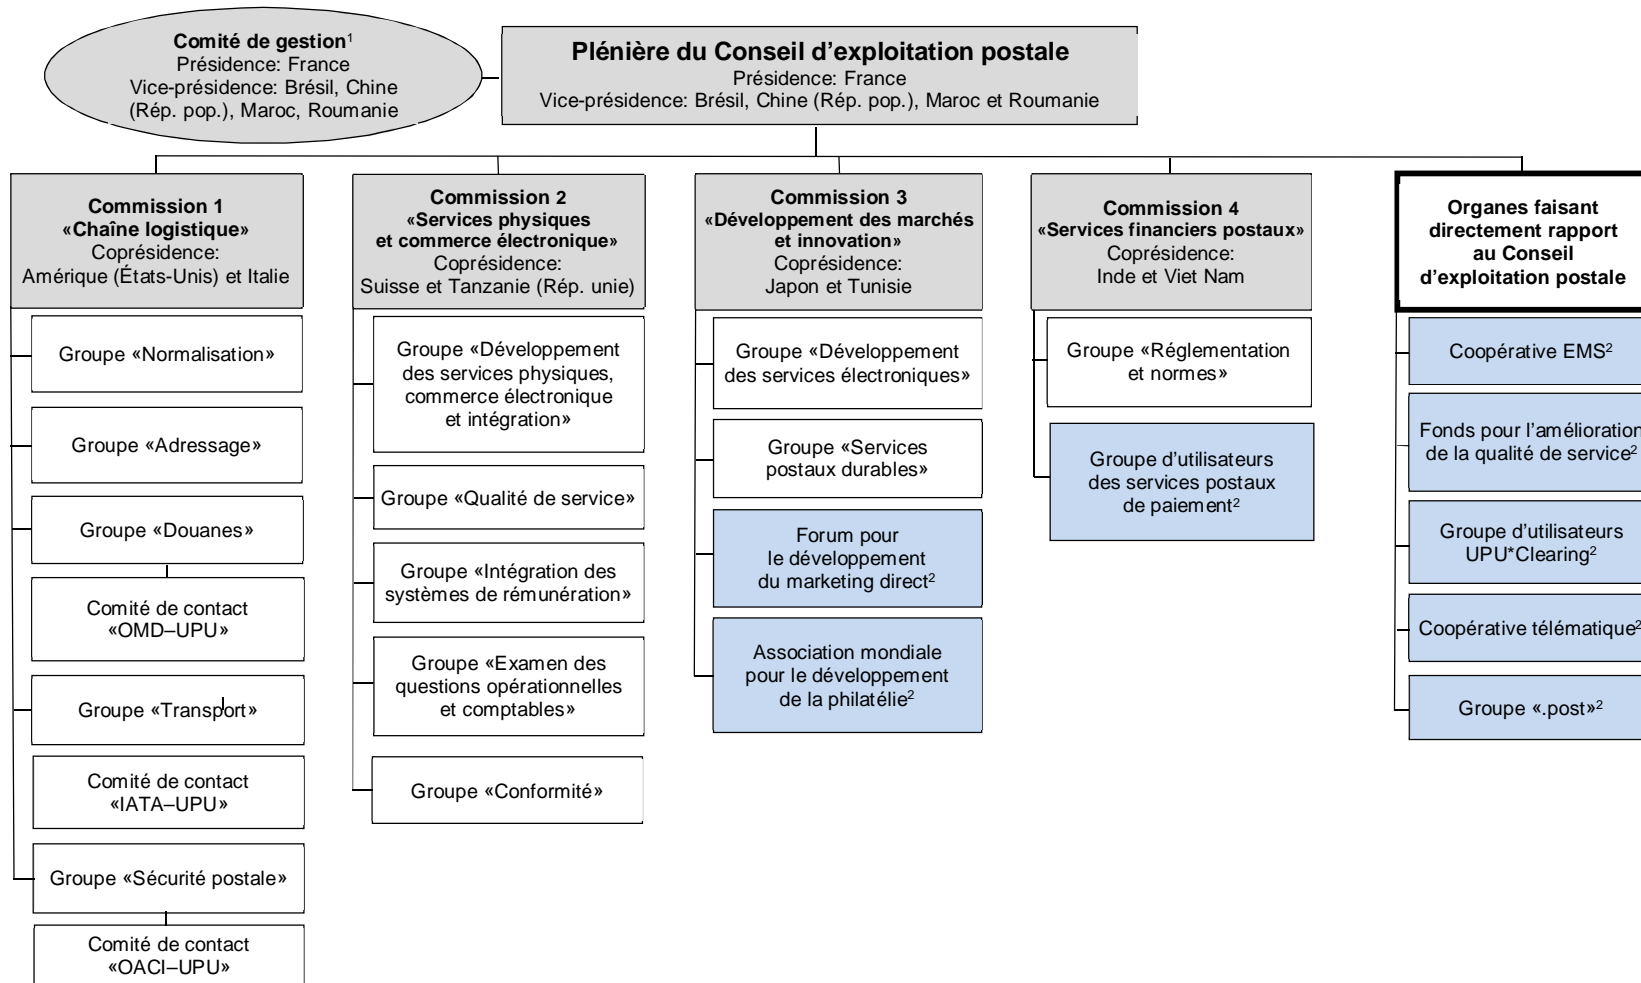 Comité de gestion¹
Présidence: France
Vice-présidence: Brésil, Chine
(Rép. pop.), Maroc, Roumanie
Plénière du Conseil d'exploitation postale
Présidence: France
Vice-présidence: Brésil, Chine (Rép. pop.), Maroc et Roumanie
Commission 1
«Chaîne logistique»
Coprésidence:
Amérique (États-Unis) et Italie
Groupe «Normalisation»
Groupe «Adressage»
Groupe «Douanes»
Comité de contact
«OMD–UPU»
Groupe «Transport»
Comité de contact
«IATA–UPU»
Groupe «Sécurité postale»
Comité de contact
«OACI–UPU»
Commission 2
«Services physiques
et commerce électronique»
Coprésidence:
Suisse et Tanzanie (Rép. unie)
Groupe «Développement
des services physiques,
commerce électronique
et intégration»
Groupe «Qualité de service»
Groupe «Intégration des
systèmes de rémunération»
Groupe «Examen des
questions opérationnelles
et comptables»
Groupe «Conformité»
Commission 3
«Développement des marchés
et innovation»
Coprésidence:
Japon et Tunisie
Groupe «Développement
des services électroniques»
Groupe «Services
postaux durables»
Forum pour
le développement
du marketing direct²
Association mondiale
pour le développement
de la philatélie²
Commission 4
«Services financiers postaux»
Coprésidence:
Inde et Viet Nam
Groupe «Réglementation
et normes»
Groupe d'utilisateurs
des services postaux
de paiement²
Organes faisant
directement rapport
au Conseil
d'exploitation postale
Coopérative EMS²
Fonds pour l'amélioration
de la qualité de service²
Groupe d'utilisateurs
UPU*Clearing²
Coopérative télématique²
Groupe «.post»²